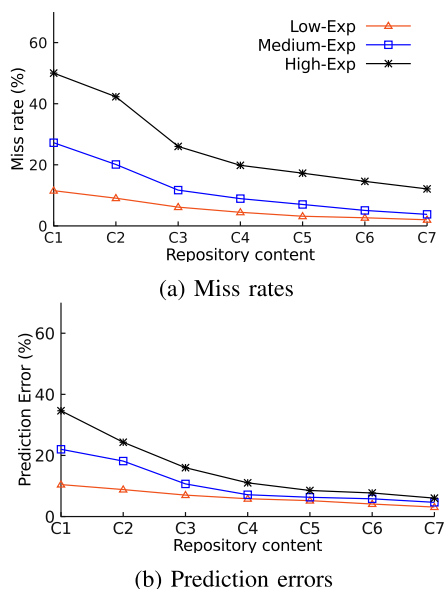 60
40
20
0
Miss rate (%)
Low-Exp
Medium-Exp
High-Exp
C1 C2 C3 C4 C5 C6 C7
Repository content
(a) Miss rates
60
40
20
0
Prediction Error (%)
C1 C2 C3 C4 C5 C6 C7
Repository content
(b) Prediction errors